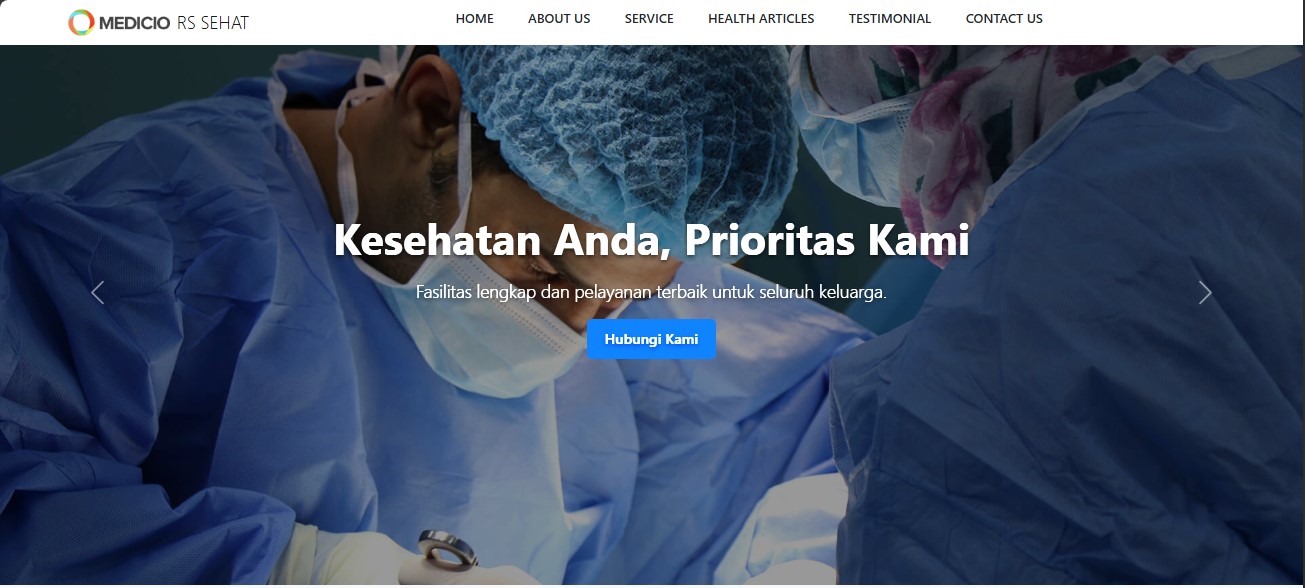 MEDICIO RS SEHAT
HOME ABOUT US SERVICE HEALTH ARTICLES TESTIMONIAL CONTACT US
Kesehatan Anda, Prioritas Kami
Fasilitas lengkap dan pelayanan terbaik untuk seluruh keluarga.
Hubungi Kami